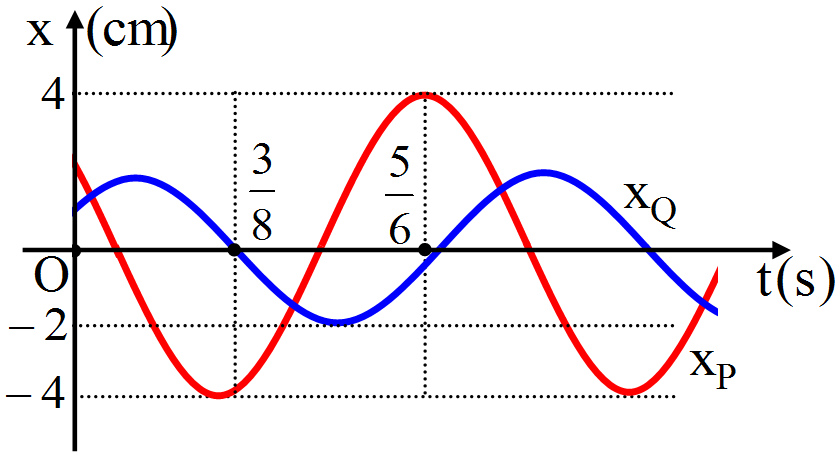 x (cm)
4
3/8
5/6
x_Q
O
t(s)
−2
x_P
−4